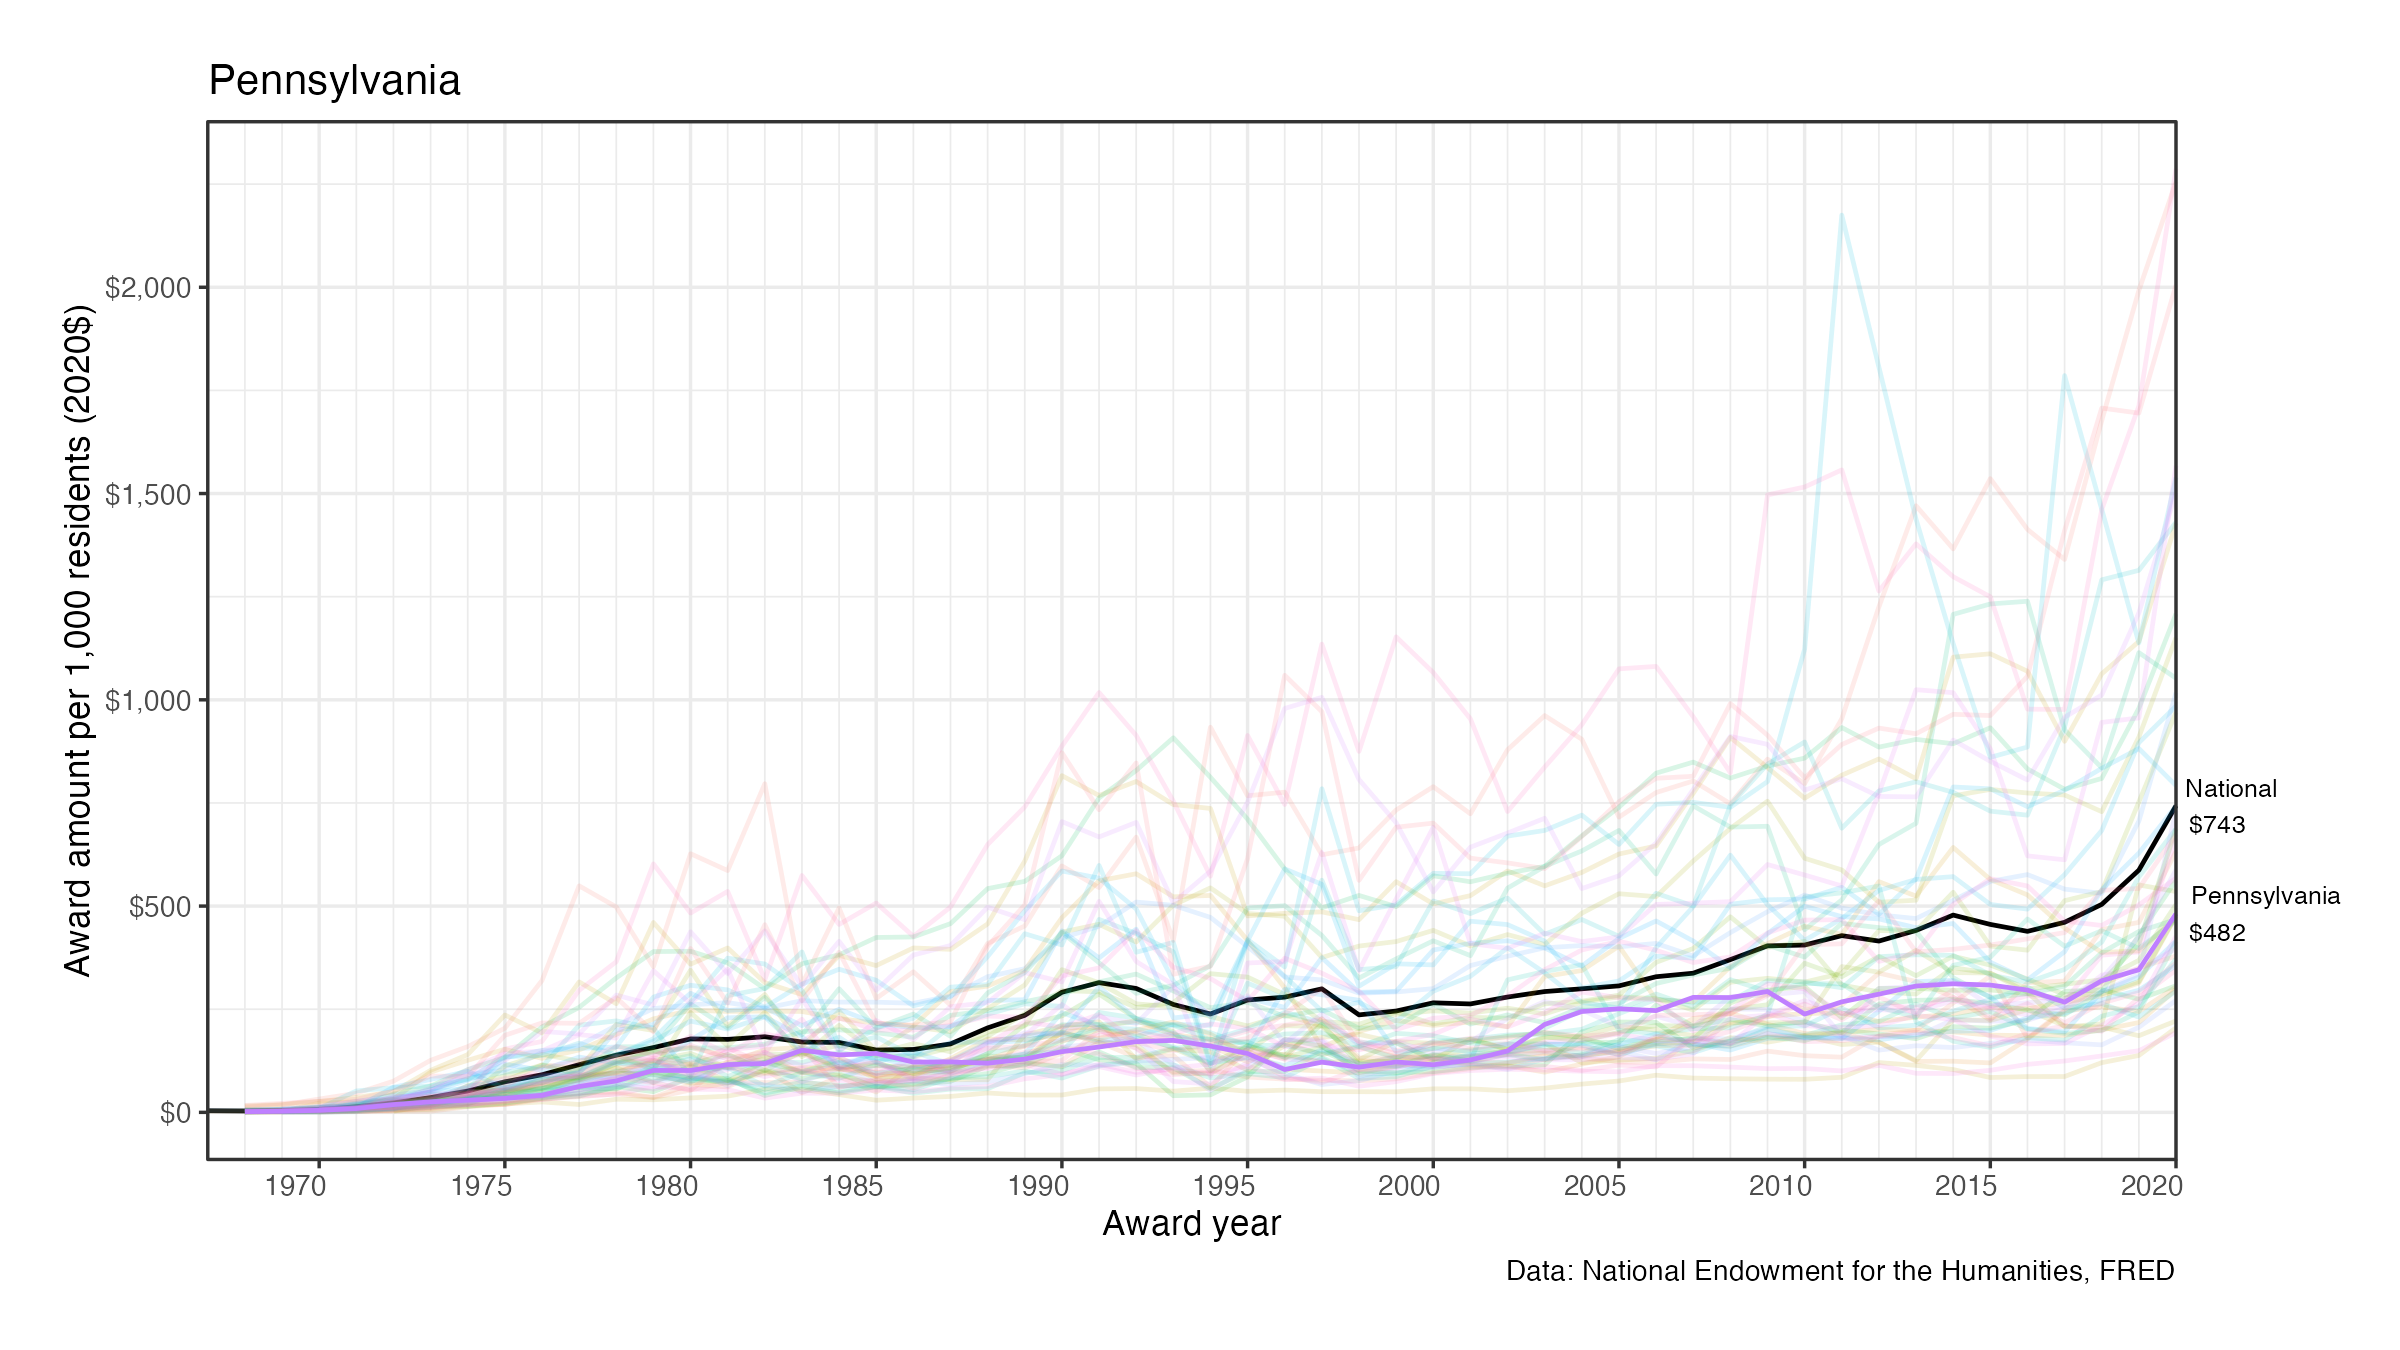 Pennsylvania
Award amount per 1,000 residents (2020$)
$2,000
$1,500
$1,000
$500
$0
National
$743
Pennsylvania
$482
1970 1975 1980 1985 1990 1995 2000 2005 2010 2015 2020
Award year
Data: National Endowment for the Humanities, FRED